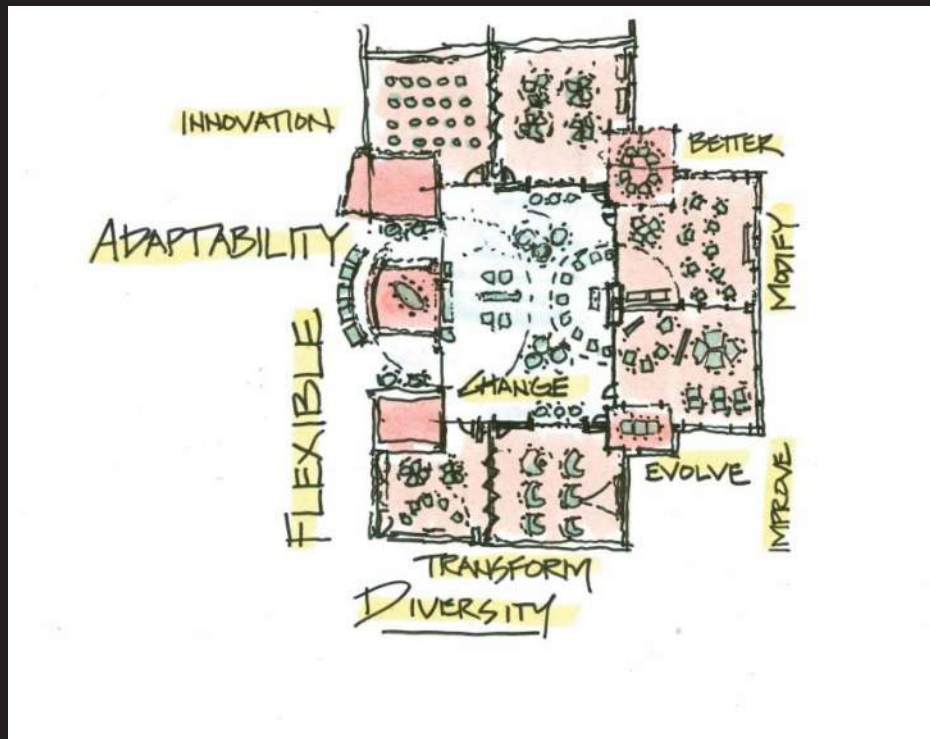 INNOVATION
BETTER
ADAPTABILITY
MODIFY
FLEXIBLE
CHANGE
EVOLVE
IMPROVE
TRANSFORM
DIVERSITY